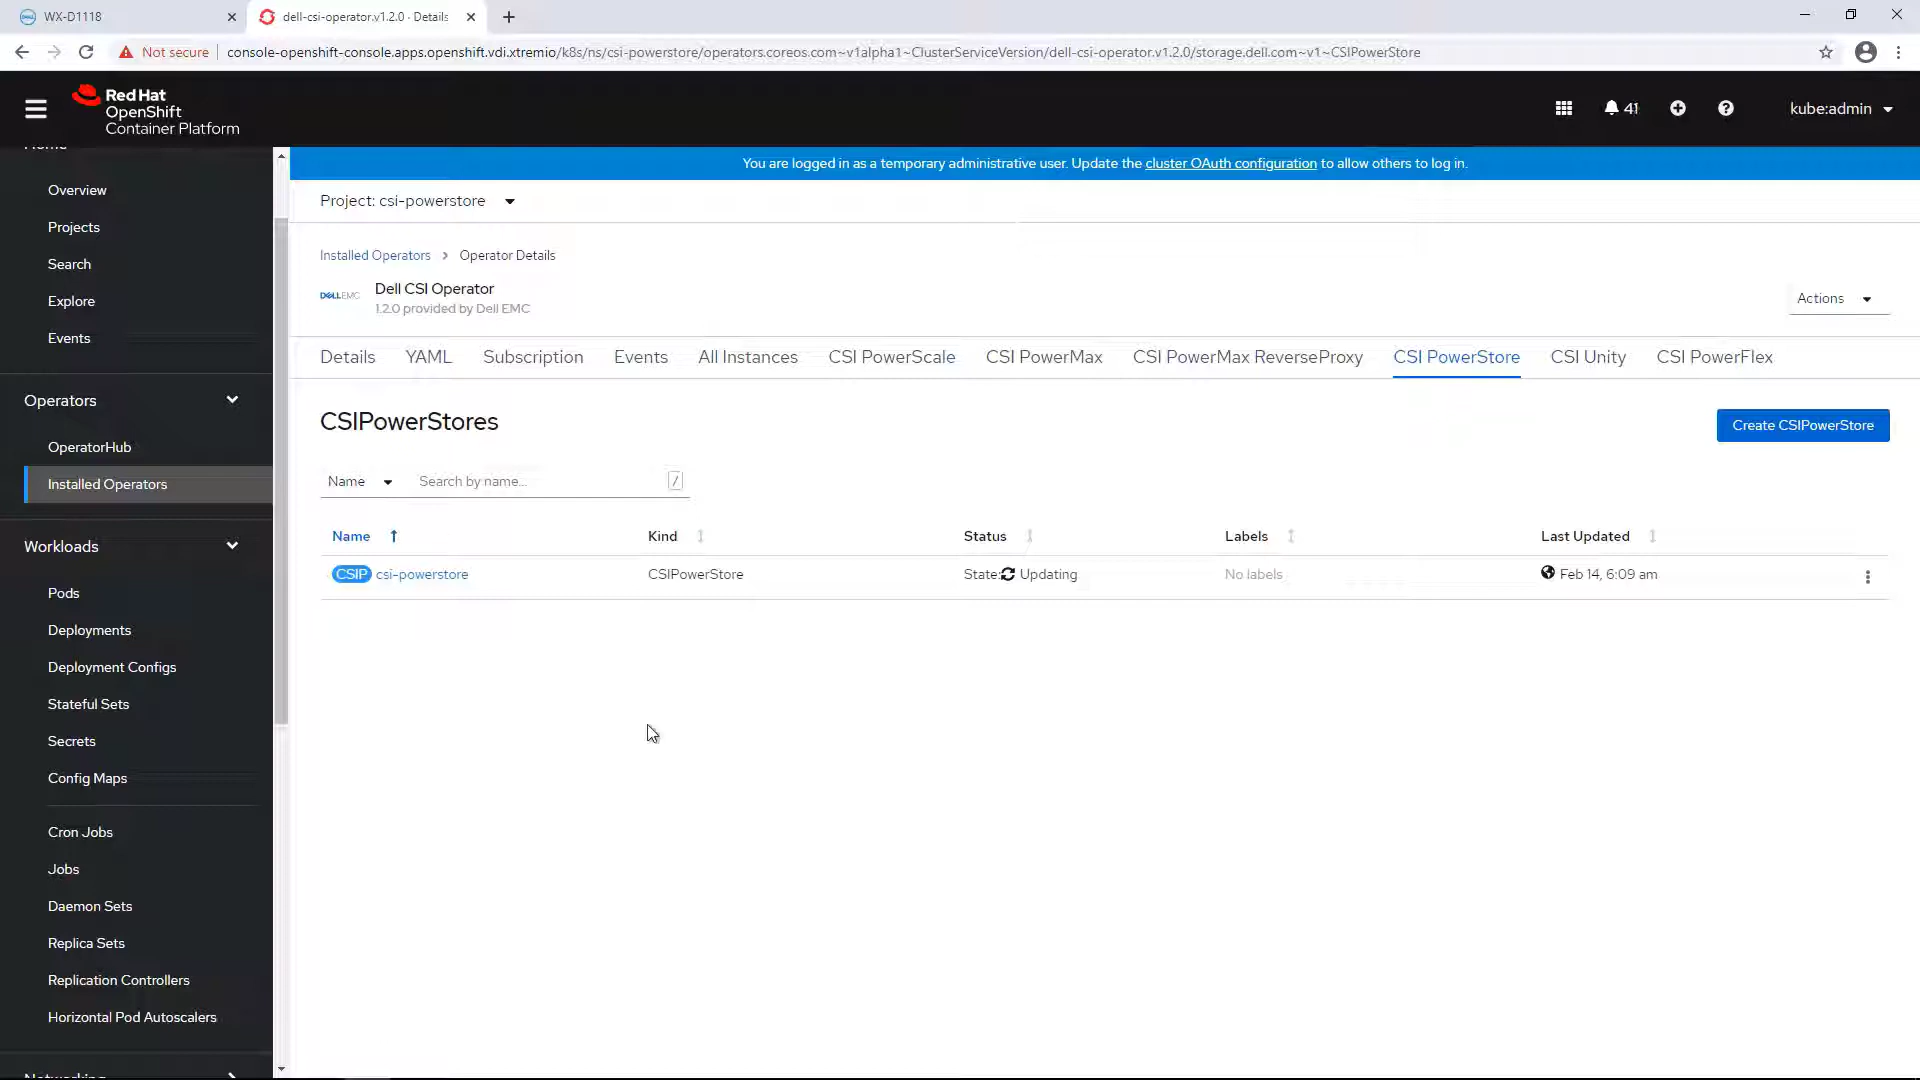 WX-D1118
dell-csi-operator.v1.2.0 · Details
Not secure
console-openshift-console.apps.openshift.vdi.xtremio/k8s/ns/csi-powerstore/operators.coreos.com~v1alpha1~ClusterServiceVersion/dell-csi-operator.v1.2.0/storage.dell.com~v1~CSIPowerStore
Red Hat
OpenShift
Container Platform
41
kube:admin
Home
Overview
Projects
Search
Explore
Events
Operators
OperatorHub
Installed Operators
Workloads
Pods
Deployments
Deployment Configs
Stateful Sets
Secrets
Config Maps
Cron Jobs
Jobs
Daemon Sets
Replica Sets
Replication Controllers
Horizontal Pod Autoscalers
Networking
You are logged in as a temporary administrative user. Update the cluster OAuth configuration to allow others to log in.
Project: csi-powerstore
Installed Operators > Operator Details
DELLEMC
Dell CSI Operator
1.2.0 provided by Dell EMC
Actions
Details YAML Subscription Events All Instances CSI PowerScale CSI PowerMax CSI PowerMax ReverseProxy CSI PowerStore CSI Unity CSI PowerFlex
CSIPowerStores
Create CSIPowerStore
Name Search by name... /
Name Kind Status Labels Last Updated
CSIP csi-powerstore CSIPowerStore State: Updating No labels Feb 14, 6:09 am